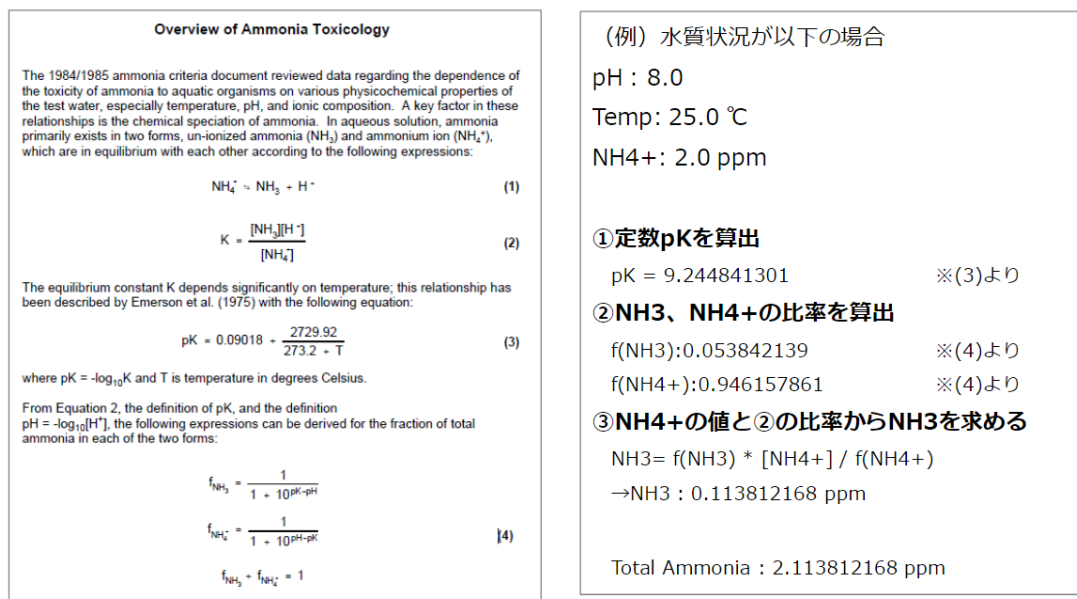 Overview of Ammonia Toxicology
The 1984/1985 ammonia criteria document reviewed data regarding the dependence of
the toxicity of ammonia to aquatic organisms on various physicochemical properties of
the test water, especially temperature, pH, and ionic composition. A key factor in these
relationships is the chemical speciation of ammonia. In aqueous solution, ammonia
primarily exists in two forms, un-ionized ammonia (NH₃) and ammonium ion (NH₄⁺),
which are in equilibrium with each other according to the following expressions:
NH₄⁺ ⇋ NH₃ + H⁺ (1)
K = [NH₃][H⁺] / [NH₄⁺] (2)
The equilibrium constant K depends significantly on temperature; this relationship has
been described by Emerson et al. (1975) with the following equation:
pK = 0.09018 + 2729.92 / 273.2 + T (3)
where pK = -log₁₀K and T is temperature in degrees Celsius.
From Equation 2, the definition of pK, and the definition
pH = -log₁₀[H⁺], the following expressions can be derived for the fraction of total
ammonia in each of the two forms:
f NH₃ = 1 / 1 + 10^pK-pH
f NH₄⁺ = 1 / 1 + 10^pH-pK (4)
f NH₃ + f NH₄⁺ = 1
（例）水質状況が以下の場合
pH : 8.0
Temp: 25.0 ℃
NH4+: 2.0 ppm
①定数pKを算出
pK = 9.244841301 ※(3)より
②NH3、NH4+の比率を算出
f(NH3):0.053842139 ※(4)より
f(NH4+):0.946157861 ※(4)より
③NH4+の値と②の比率からNH3を求める
NH3= f(NH3) * [NH4+] / f(NH4+)
→NH3 : 0.113812168 ppm
Total Ammonia : 2.113812168 ppm